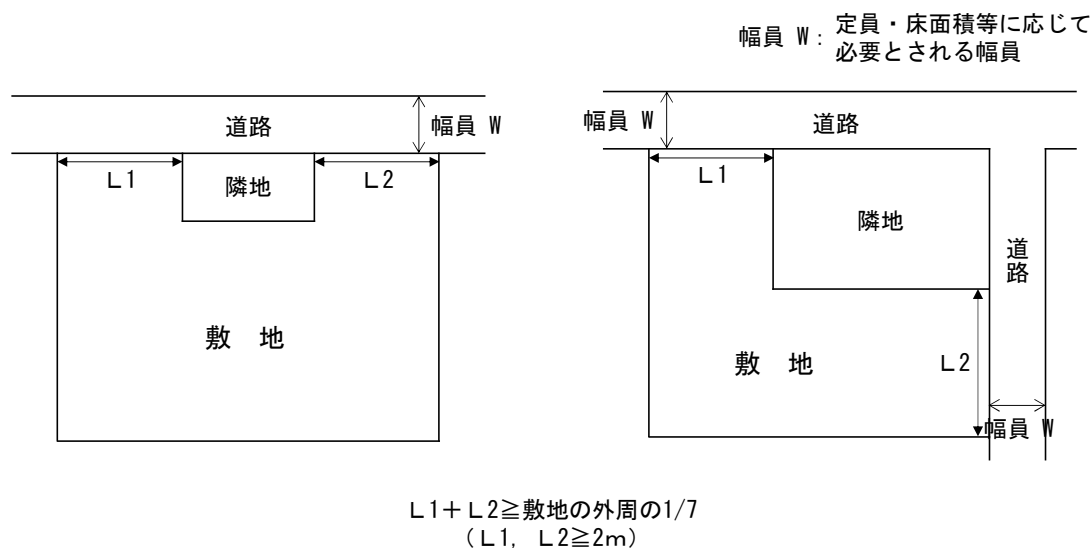 幅員 W： 定員・床面積等に応じて
必要とされる幅員
道路
幅員 W
L1
隣地
L2
敷 地
幅員 W
道路
L1
隣地
道路
敷 地
L2
幅員 W
L1＋L2≧敷地の外周の1/7
（L1, L2≧2m）